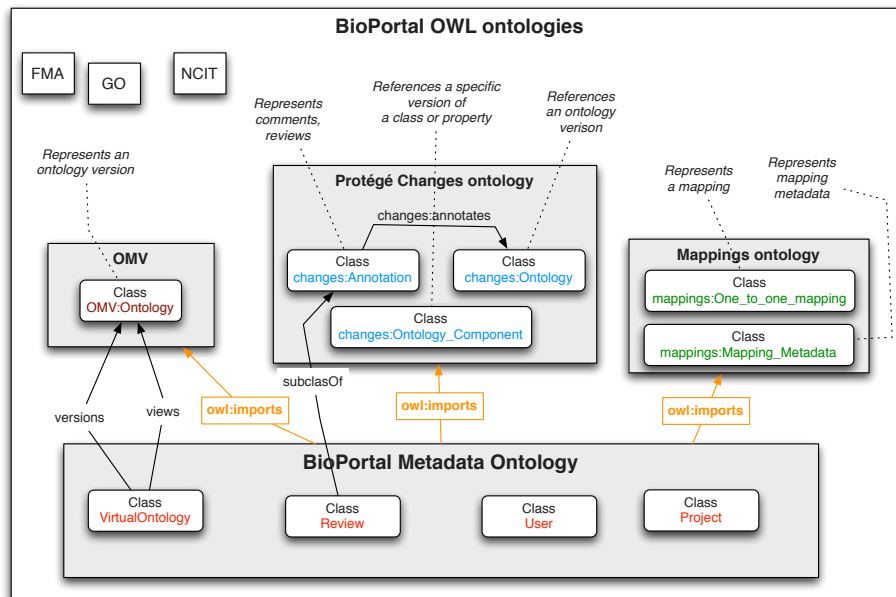 BioPortal OWL ontologies
FMA
GO
NCIT
References a specific
version of
a class or property
Represents
comments,
reviews
References
an ontology
verison
Represents an
ontology version
Represents
a mapping
Represents
mapping
metadata
Protégé Changes ontology
changes:annotates
OMV
Class
OMV:Ontology
Class
changes:Annotation
Class
changes:Ontology
Class
changes:Ontology_Component
Mappings ontology
Class
mappings:One_to_one_mapping
Class
mappings:Mapping_Metadata
versions
views
owl:imports
subclasOf
owl:imports
owl:imports
BioPortal Metadata Ontology
Class
VirtualOntology
Class
Review
Class
User
Class
Project